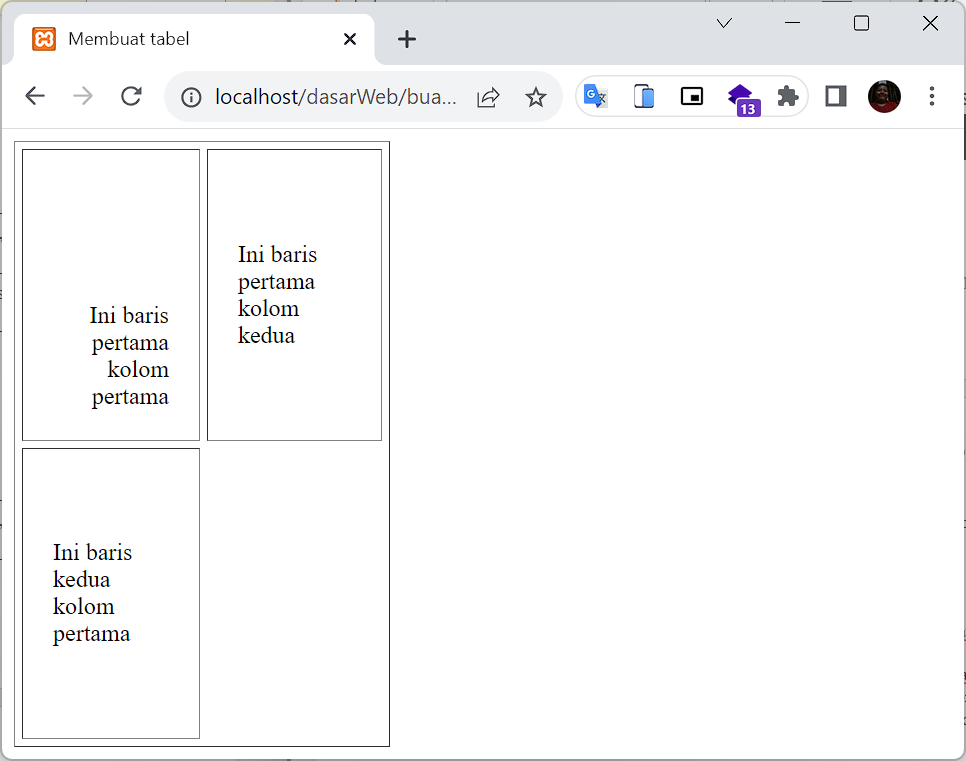 Membuat tabel
localhost/dasarWeb/bua...
13
Ini baris
pertama
kolom
pertama
Ini baris
pertama
kolom
kedua
Ini baris
kedua
kolom
pertama